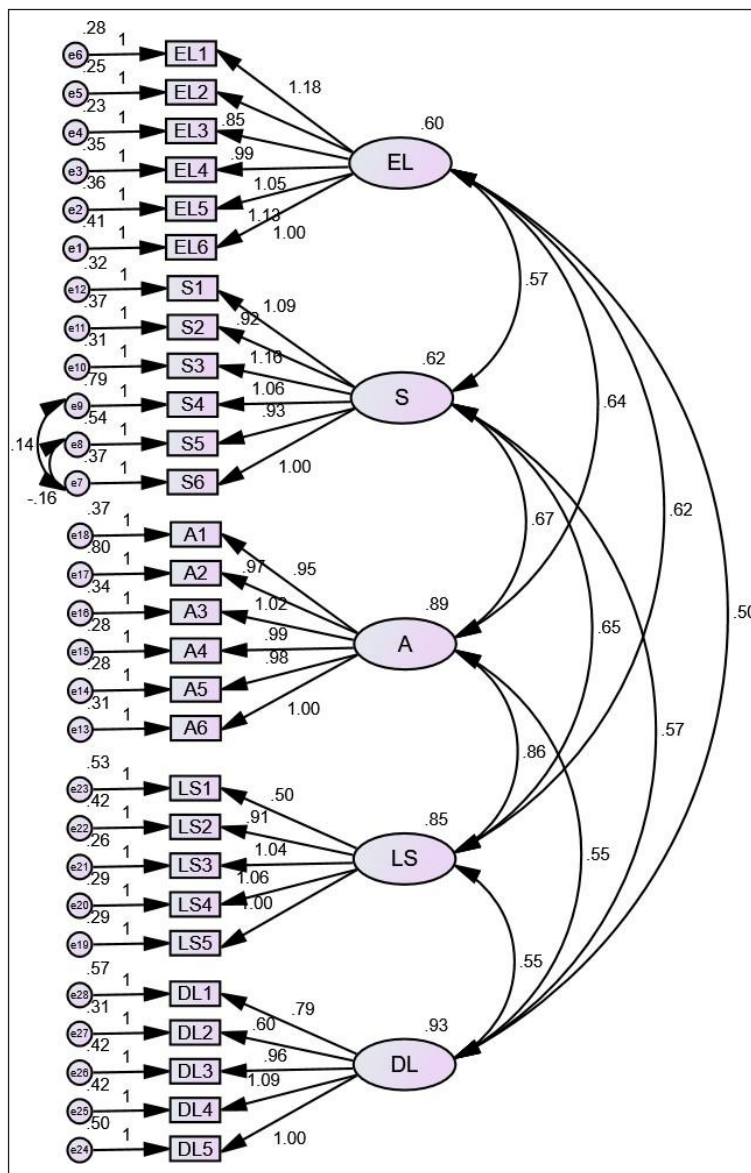 .28
e6 1 EL1
.25
e5 1 EL2
1.18
.23
e4 1 EL3
.85
.60
.35
e3 1 EL4
.99
EL
.36
e2 1 EL5
1.05
.41
e1 1 EL6
1.13
1.00
.32
e12 1 S1
.57
.37
e11 1 S2
1.09
.31
e10 1 S3
.92
.62
.79
e9 1 S4
1.16
S
.64
.54
e8 1 S5
1.06
.14
.37
e7 1 S6
.93
-.16
1.00
.62
.37
e18 1 A1
.67
.80
e17 1 A2
.95
.34
e16 1 A3
.97
.50
.28
e15 1 A4
1.02
.89
.65
.28
e14 1 A5
.99
A
.31
e13 1 A6
.98
1.00
.57
.53
e23 1 LS1
.86
.42
e22 1 LS2
.50
.26
e21 1 LS3
.91
.85
.29
e20 1 LS4
1.04
LS
.55
.29
e19 1 LS5
1.06
1.00
.57
e28 1 DL1
.55
.31
e27 1 DL2
.79
.42
e26 1 DL3
.60
.93
.42
e25 1 DL4
.96
DL
.50
e24 1 DL5
1.09
1.00